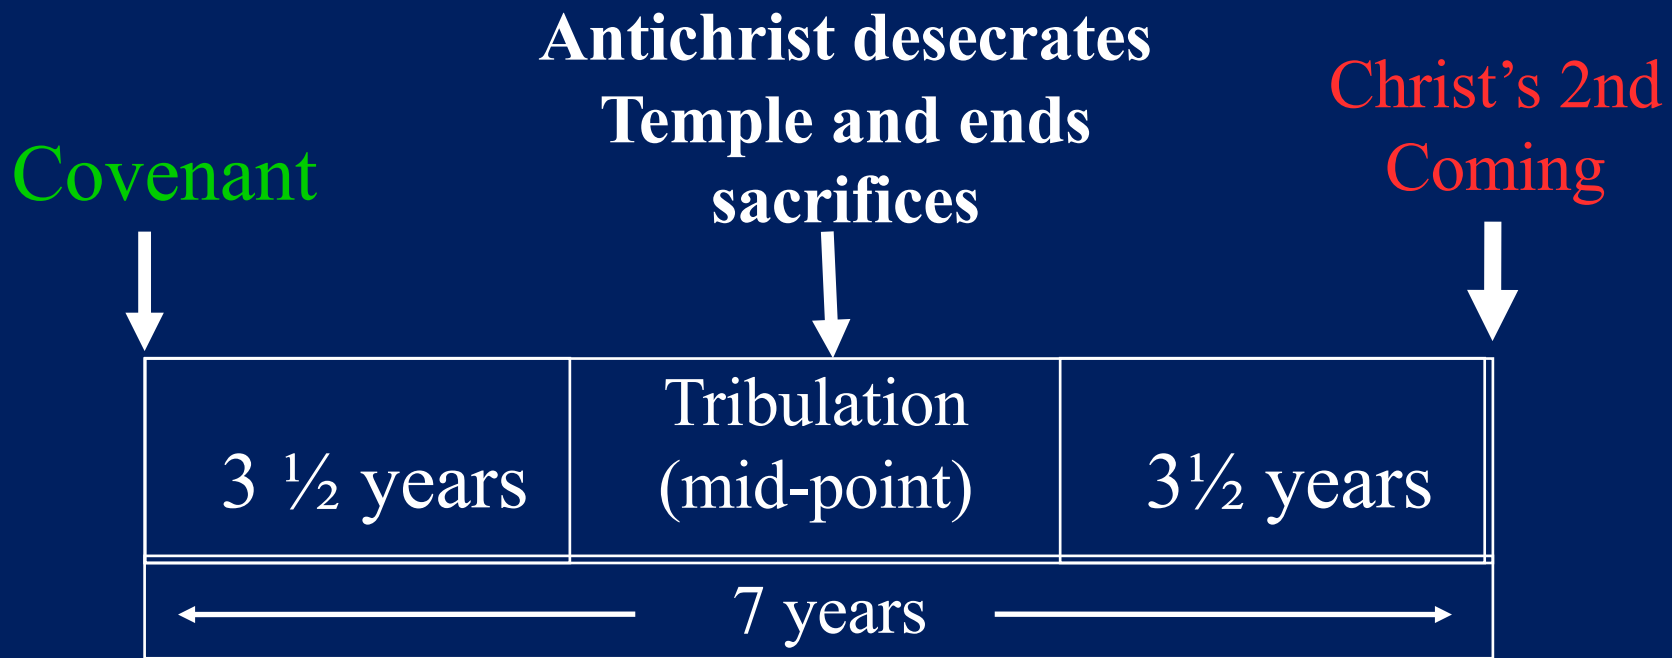 Antichrist desecrates
Temple and ends
sacrifices
Christ’s 2nd
Coming
Covenant
3 ½ years
Tribulation
(mid-point)
3½ years
7 years